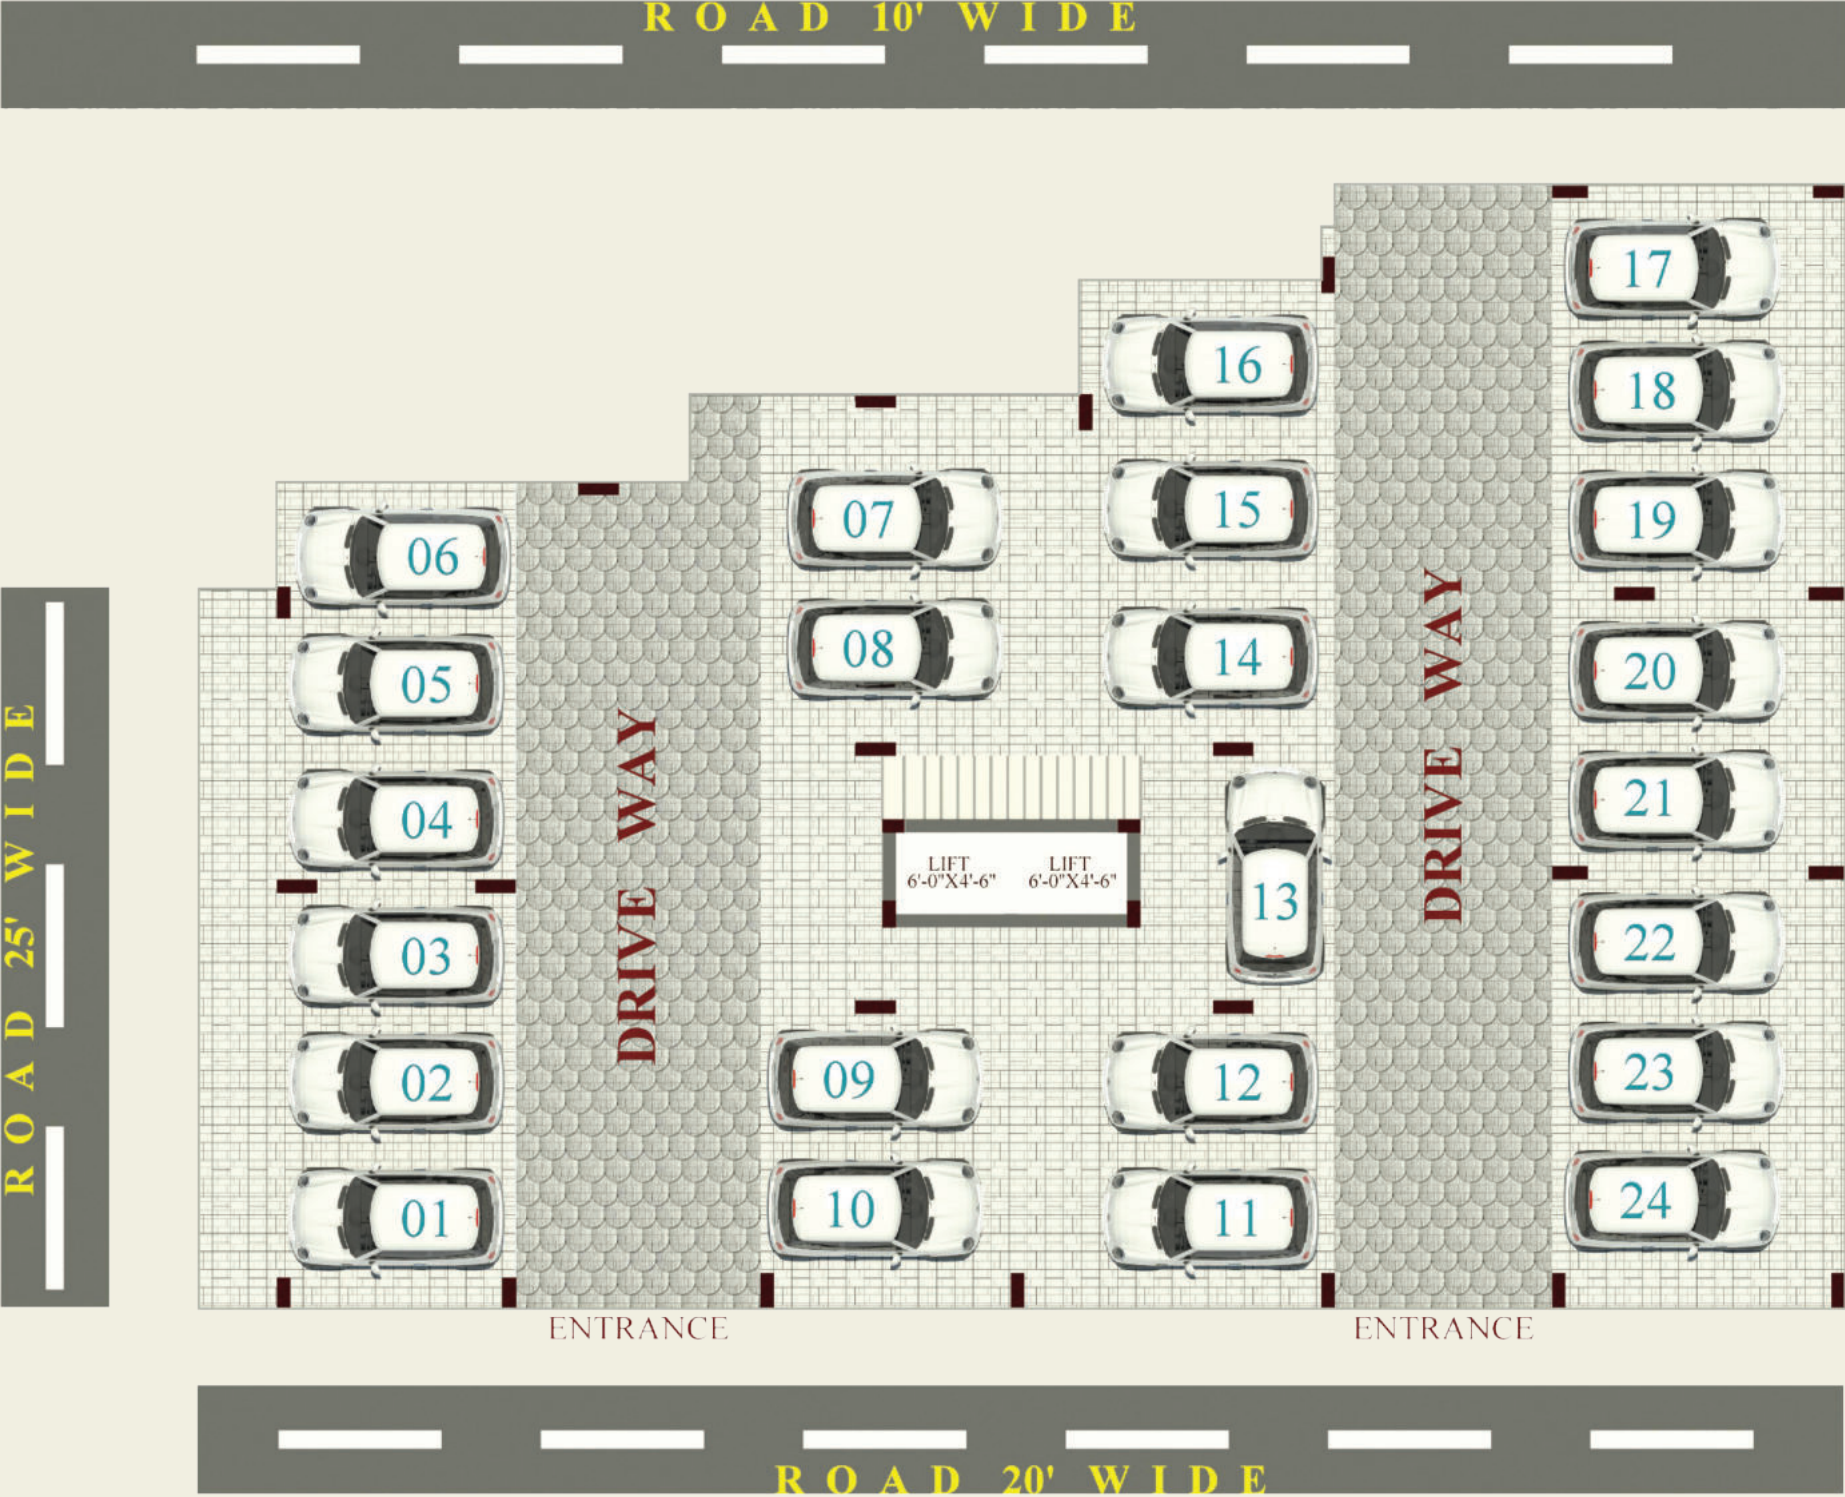 ROAD 10' WIDE
17
16
18
15
07
19
06
08
14
20
05
21
04
LIFT
6'-0"X4'-6"
LIFT
6'-0"X4'-6"
13
03
22
DRIVE WAY
DRIVE WAY
ROAD 25' WIDE
02
09
12
23
01
10
11
24
ENTRANCE
ENTRANCE
ROAD 20' WIDE